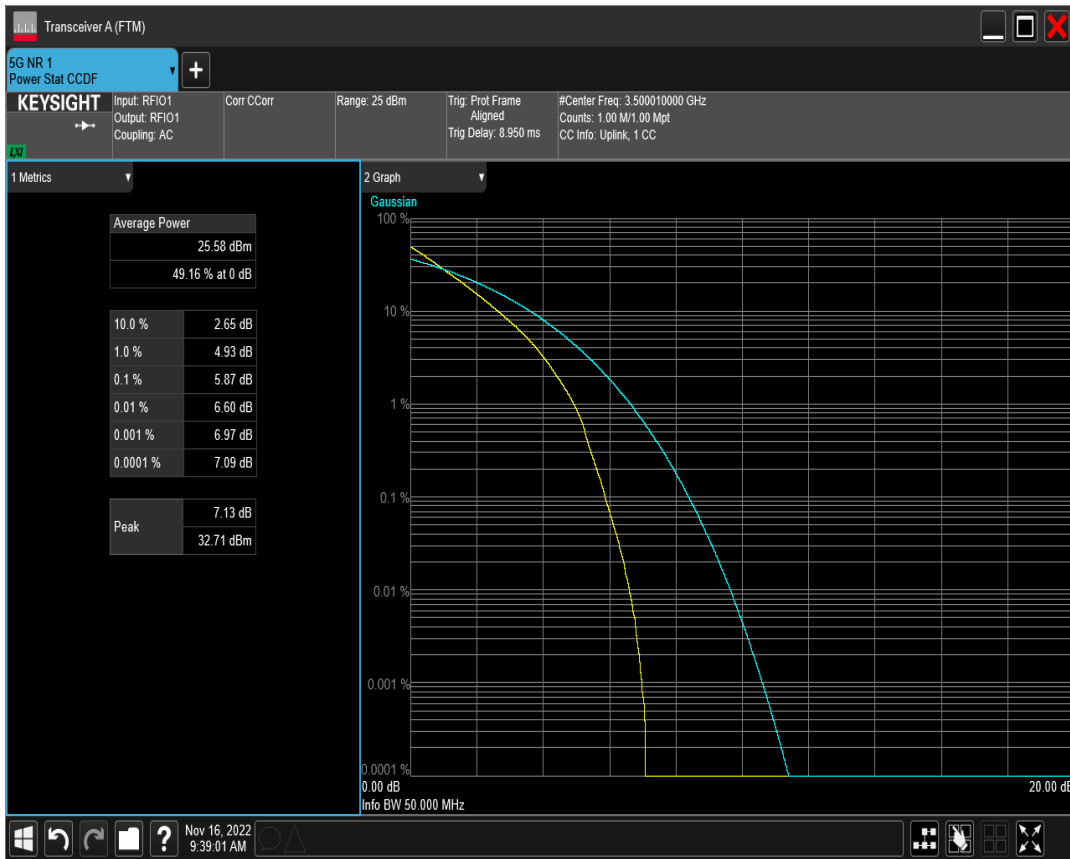 Transceiver A (FTM)
5G NR 1
Power Stat CCDF
+
KEYSIGHT
LXI
Input: RFIO1
Output: RFIO1
Coupling: AC
Corr CCorr
Range: 25 dBm
Trig: Prot Frame
Aligned
Trig Delay: 8.950 ms
#Center Freq: 3.500010000 GHz
Counts: 1.00 M/1.00 Mpt
CC Info: Uplink, 1 CC
1 Metrics
Average Power
25.58 dBm
49.16 % at 0 dB
10.0 % 2.65 dB
1.0 % 4.93 dB
0.1 % 5.87 dB
0.01 % 6.60 dB
0.001 % 6.97 dB
0.0001 % 7.09 dB
Peak 7.13 dB
32.71 dBm
2 Graph
Gaussian
100 %
10 %
1 %
0.1 %
0.01 %
0.001 %
0.0001 %
0.00 dB 20.00 dB
Info BW 50.000 MHz
?
Nov 16, 2022
9:39:01 AM